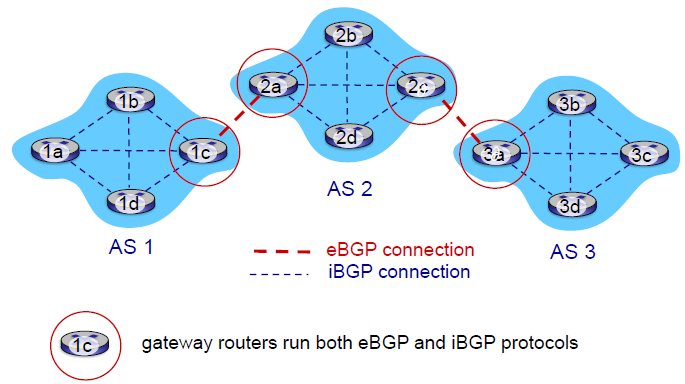 2b
2a
2c
2d
1b
1a
1c
1d
3b
3a
3c
3d
AS 2
AS 1
AS 3
eBGP connection
iBGP connection
1c
gateway routers run both eBGP and iBGP protocols